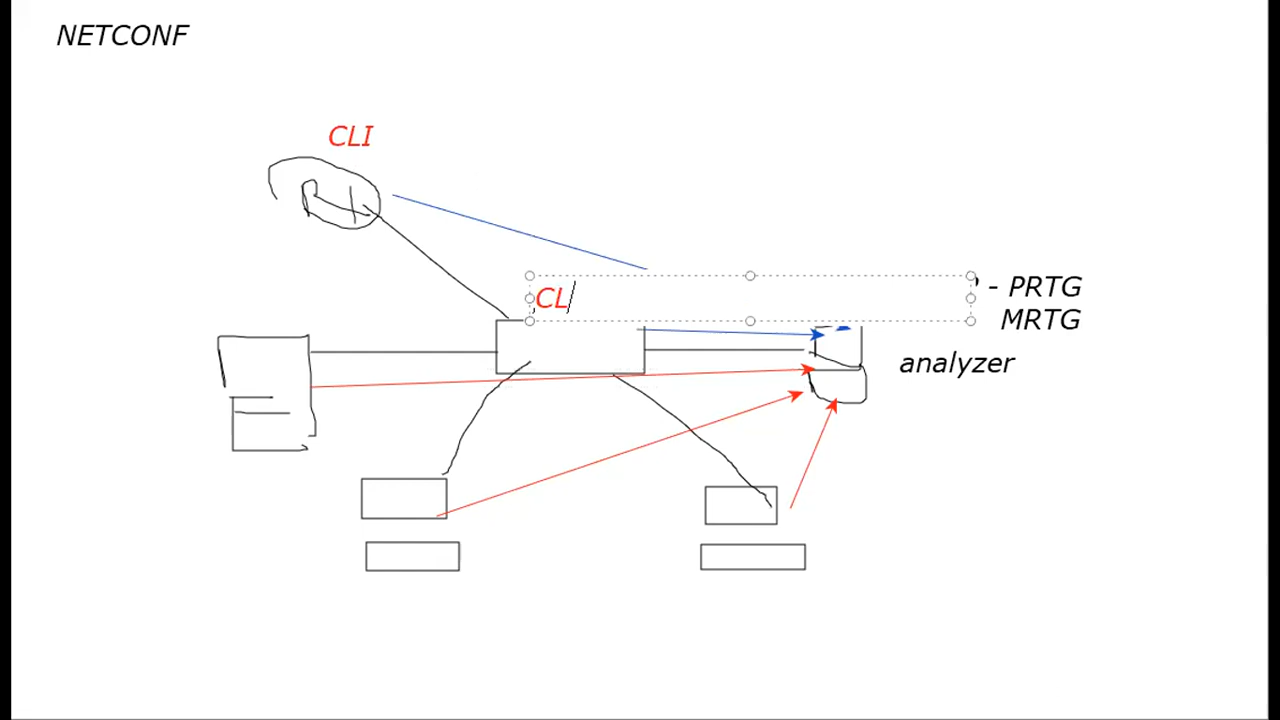 NETCONF
CLI
CL
- PRTG
MRTG
analyzer